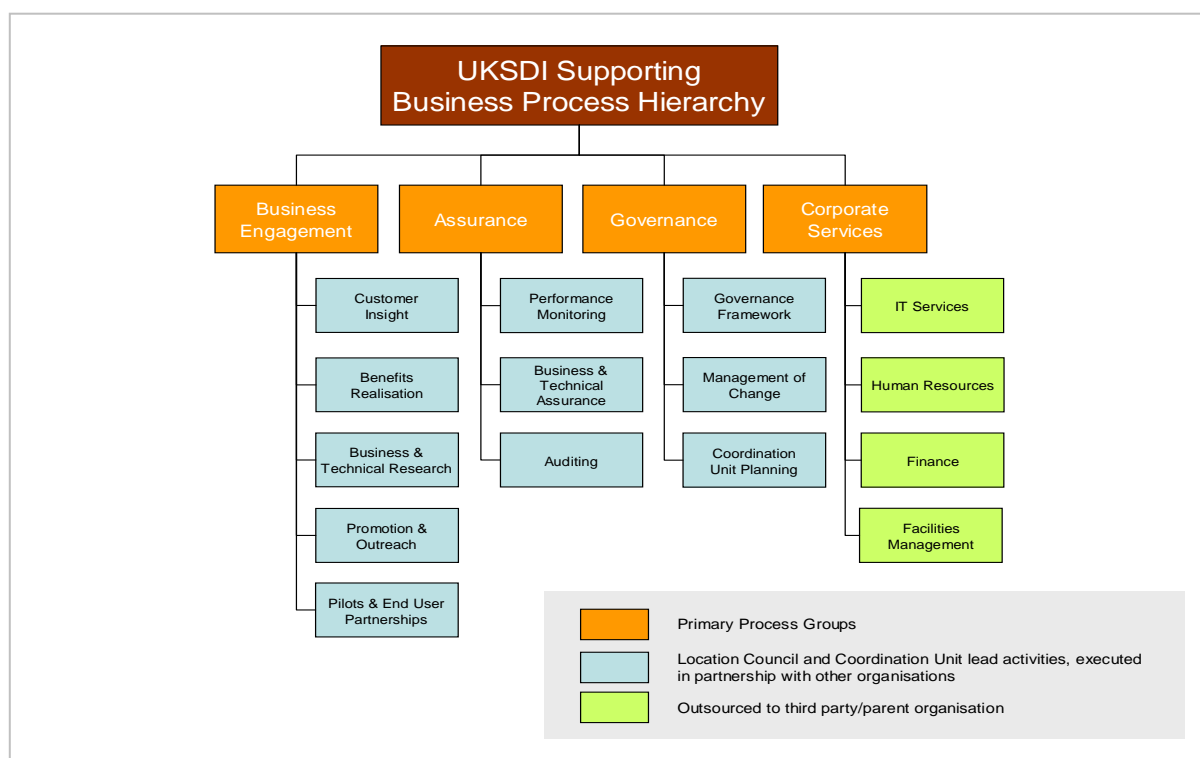 UKSDI Supporting
Business Process Hierarchy
Business
Engagement
Assurance
Governance
Corporate
Services
Customer
Insight
Benefits
Realisation
Business &
Technical Research
Promotion &
Outreach
Pilots & End User
Partnerships
Performance
Monitoring
Business &
Technical
Assurance
Auditing
Governance
Framework
Management of
Change
Coordination
Unit Planning
IT Services
Human Resources
Finance
Facilities
Management
Primary Process Groups
Location Council and Coordination Unit lead activities, executed
in partnership with other organisations
Outsourced to third party/parent organisation